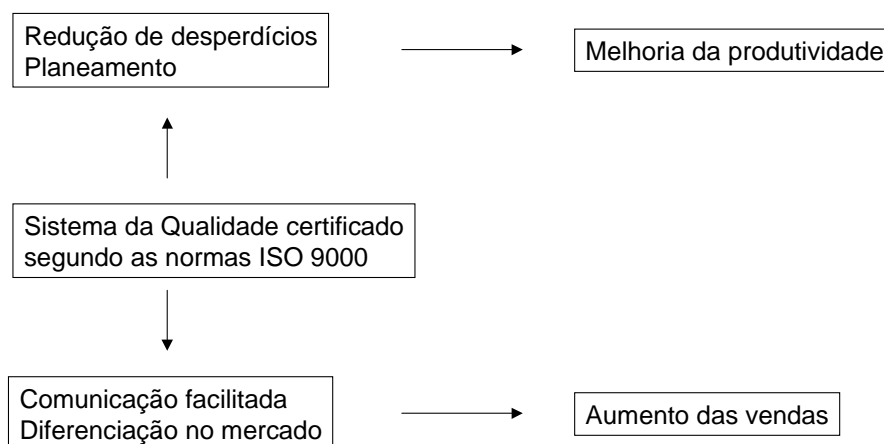 Redução de desperdícios
Planeamento
Melhoria da produtividade
Sistema da Qualidade certificado
segundo as normas ISO 9000
Comunicação facilitada
Diferenciação no mercado
Aumento das vendas